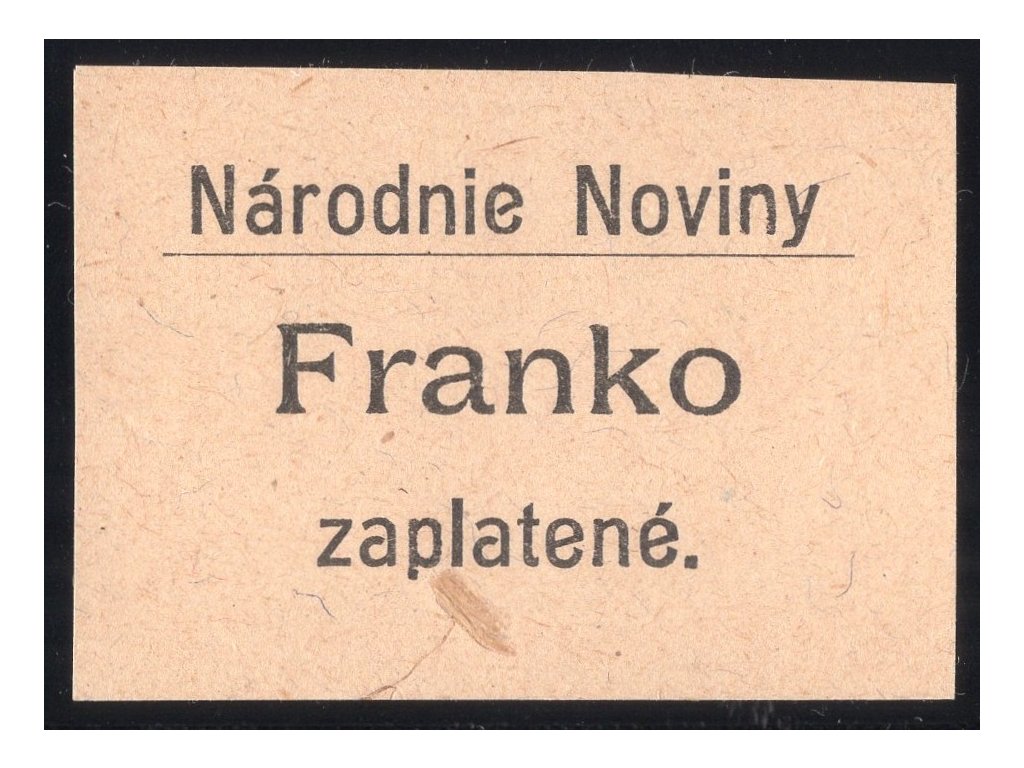 Národnie Noviny
Franko
zaplatené.